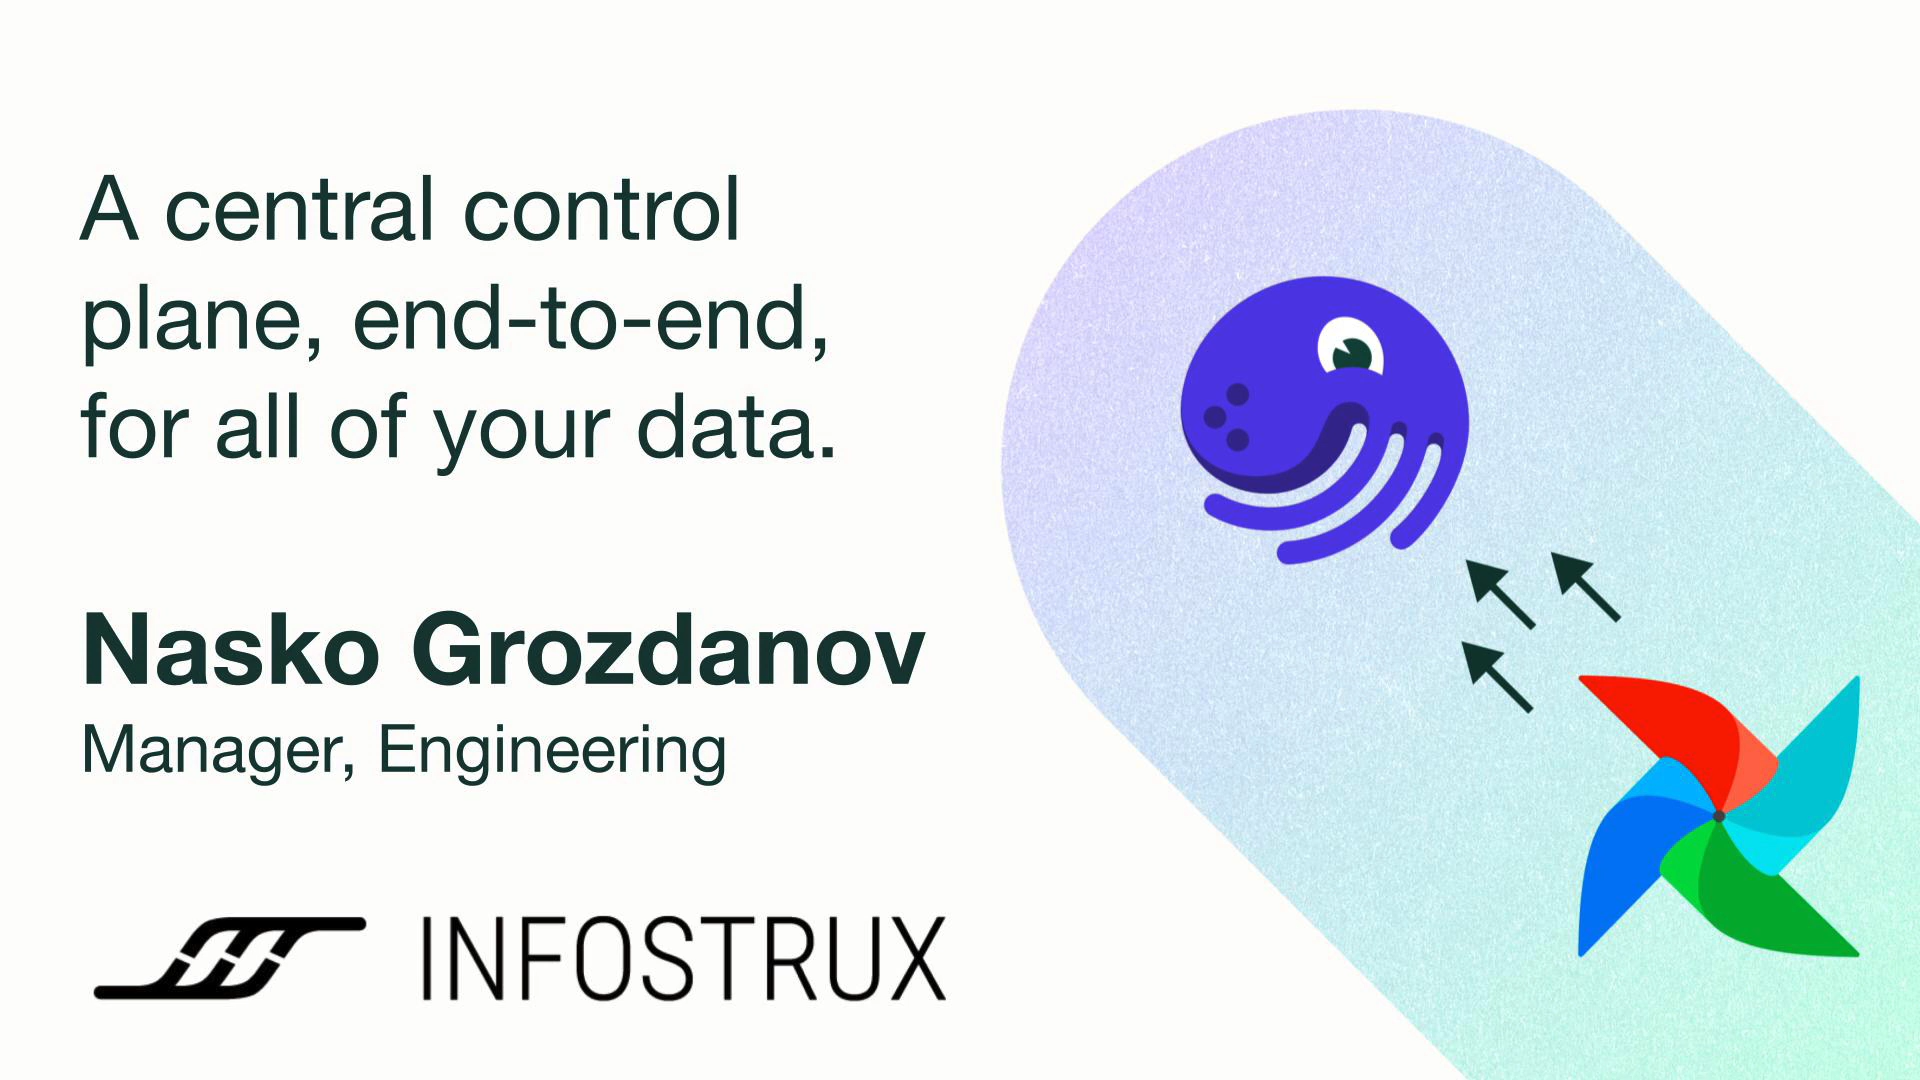 A central control
plane, end-to-end,
for all of your data.
Nasko Grozdanov
Manager, Engineering
INFOSTRUX